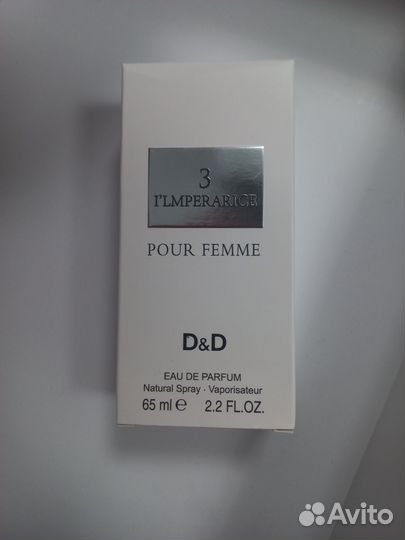 3
I'LMPERARICE
POUR FEMME
D&D
EAU DE PARFUM
Natural Spray · Vaporisateur
65 ml ℮ 2.2 FL.OZ.
Avito